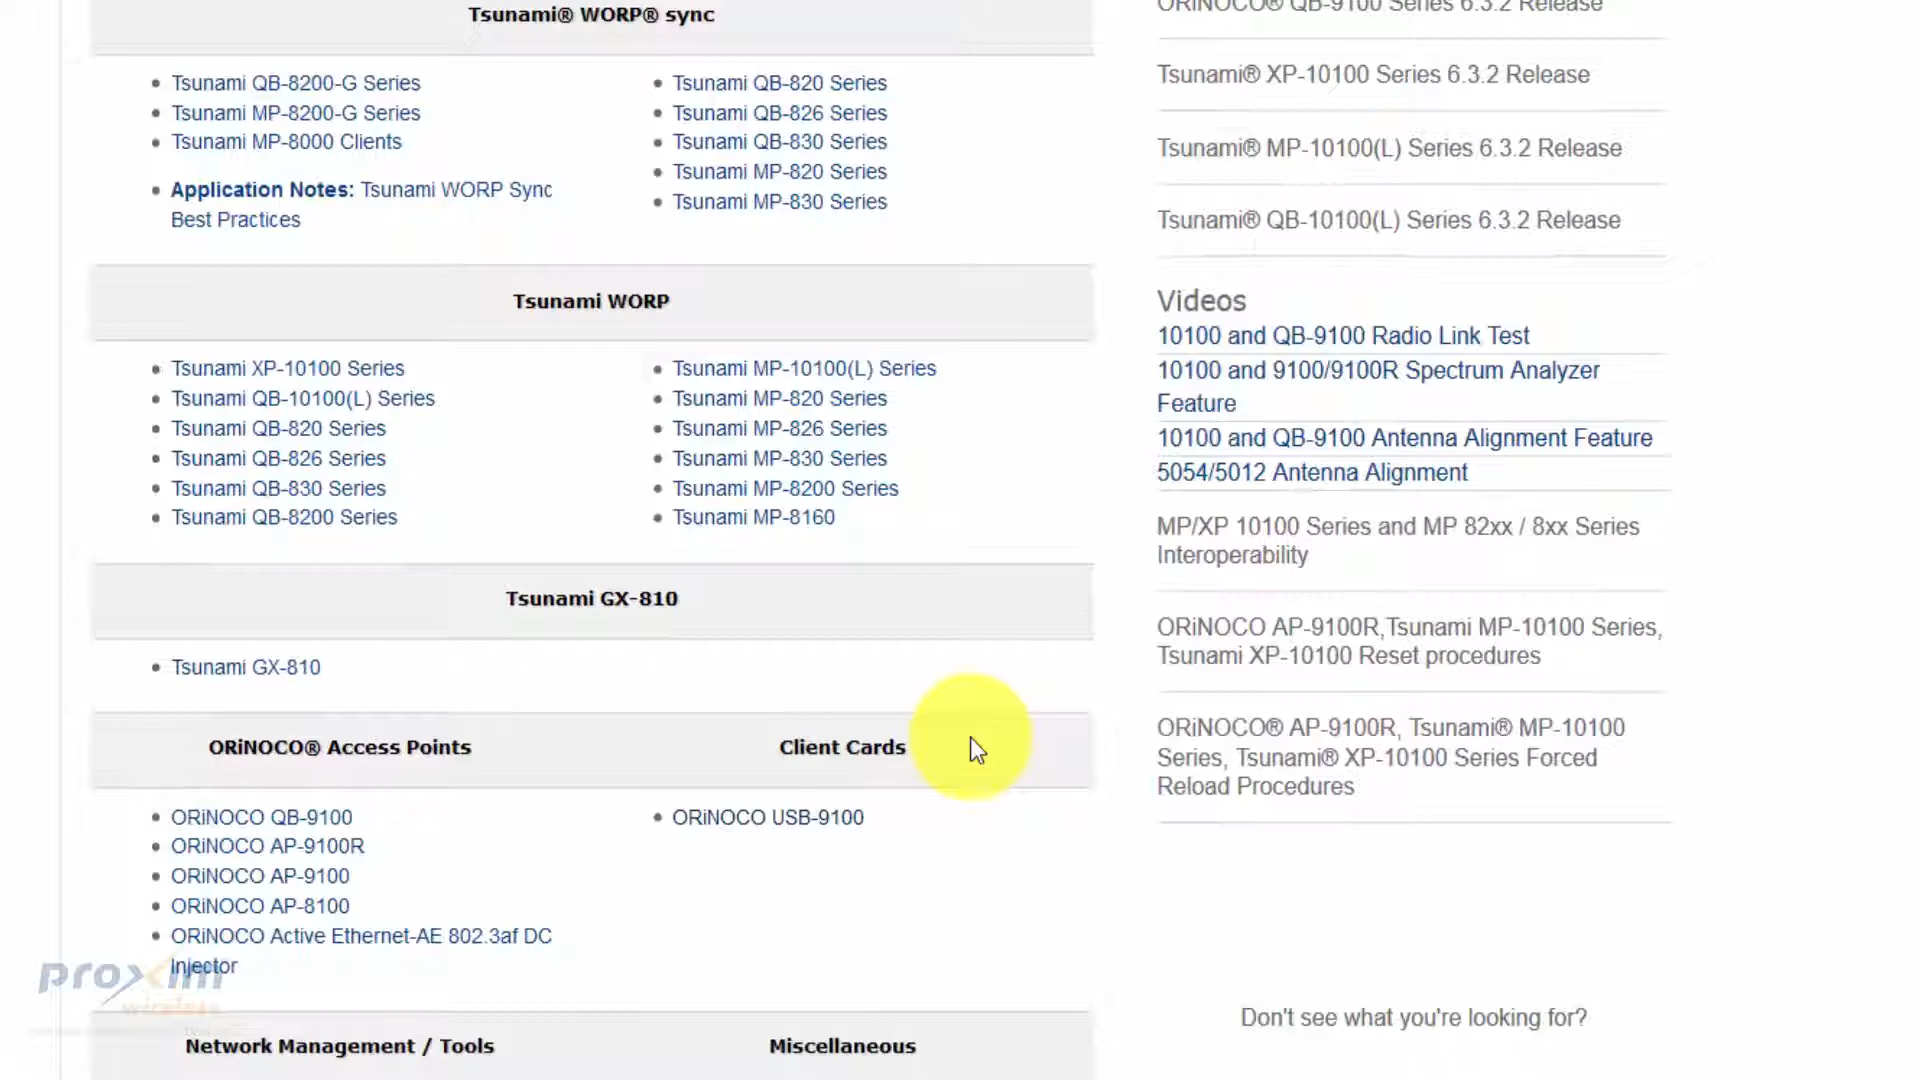 Tsunami® WORP® sync
Tsunami QB-8200-G Series
Tsunami MP-8200-G Series
Tsunami MP-8000 Clients
Application Notes: Tsunami WORP Sync
Best Practices
Tsunami QB-820 Series
Tsunami QB-826 Series
Tsunami QB-830 Series
Tsunami MP-820 Series
Tsunami MP-830 Series
Tsunami WORP
Tsunami XP-10100 Series
Tsunami QB-10100(L) Series
Tsunami QB-820 Series
Tsunami QB-826 Series
Tsunami QB-830 Series
Tsunami QB-8200 Series
Tsunami MP-10100(L) Series
Tsunami MP-820 Series
Tsunami MP-826 Series
Tsunami MP-830 Series
Tsunami MP-8200 Series
Tsunami MP-8160
Tsunami GX-810
Tsunami GX-810
ORiNOCO® Access Points
Client Cards
ORiNOCO QB-9100
ORiNOCO AP-9100R
ORiNOCO AP-9100
ORiNOCO AP-8100
ORiNOCO Active Ethernet-AE 802.3af DC
Injector
ORiNOCO USB-9100
Network Management / Tools
Miscellaneous
ORiNOCO® QB-9100 Series 6.3.2 Release
Tsunami® XP-10100 Series 6.3.2 Release
Tsunami® MP-10100(L) Series 6.3.2 Release
Tsunami® QB-10100(L) Series 6.3.2 Release
Videos
10100 and QB-9100 Radio Link Test
10100 and 9100/9100R Spectrum Analyzer
Feature
10100 and QB-9100 Antenna Alignment Feature
5054/5012 Antenna Alignment
MP/XP 10100 Series and MP 82xx / 8xx Series
Interoperability
ORiNOCO AP-9100R,Tsunami MP-10100 Series,
Tsunami XP-10100 Reset procedures
ORiNOCO® AP-9100R, Tsunami® MP-10100
Series, Tsunami® XP-10100 Series Forced
Reload Procedures
Don't see what you're looking for?
proxim
wireless